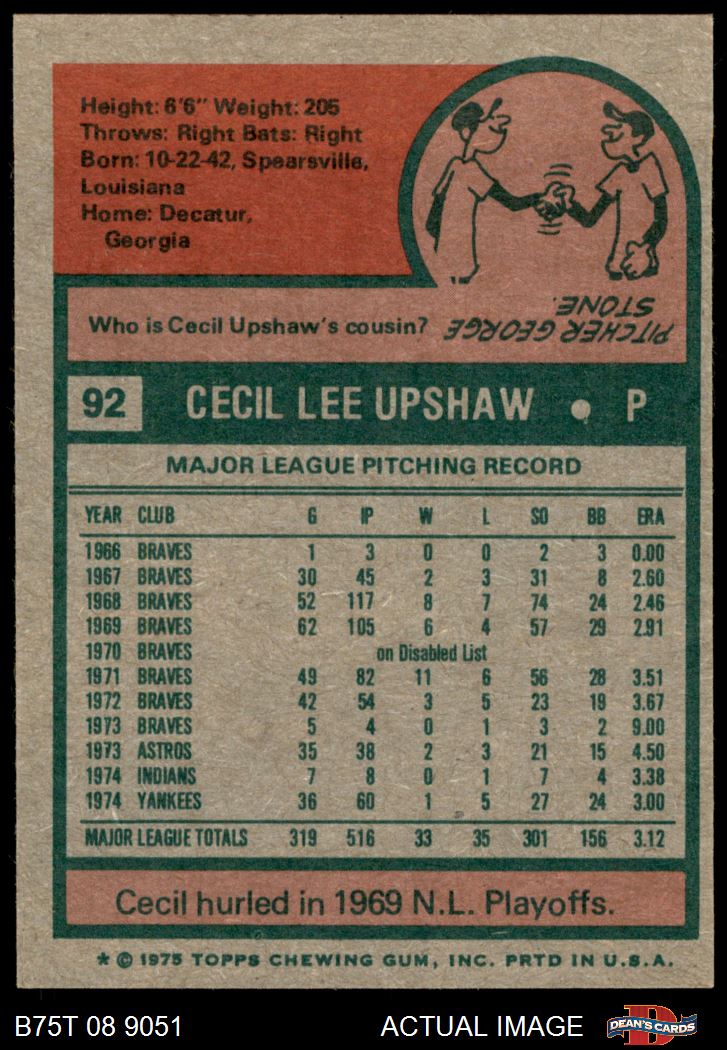 Height: 6'6" Weight: 205
Throws: Right Bats: Right
Born: 10-22-42, Spearsville,
Louisiana
Home: Decatur,
Georgia
Who is Cecil Upshaw's cousin?
PITCHER GEORGE
STONE.
92 CECIL LEE UPSHAW • P
MAJOR LEAGUE PITCHING RECORD
YEAR CLUB G IP W L SO BB ERA
1966 BRAVES 1 3 0 0 2 3 0.00
1967 BRAVES 30 45 2 3 31 8 2.60
1968 BRAVES 52 117 8 7 74 24 2.46
1969 BRAVES 62 105 6 4 57 29 2.91
1970 BRAVES on Disabled List
1971 BRAVES 49 82 11 6 56 28 3.51
1972 BRAVES 42 54 3 5 23 19 3.67
1973 BRAVES 5 4 0 1 3 2 9.00
1973 ASTROS 35 38 2 3 21 15 4.50
1974 INDIANS 7 8 0 1 7 4 3.38
1974 YANKEES 36 60 1 5 27 24 3.00
MAJOR LEAGUE TOTALS 319 516 33 35 301 156 3.12
Cecil hurled in 1969 N.L. Playoffs.
* © 1975 TOPPS CHEWING GUM, INC. PRTD IN U.S.A.
B75T 08 9051 ACTUAL IMAGE DEAN'S CARDS